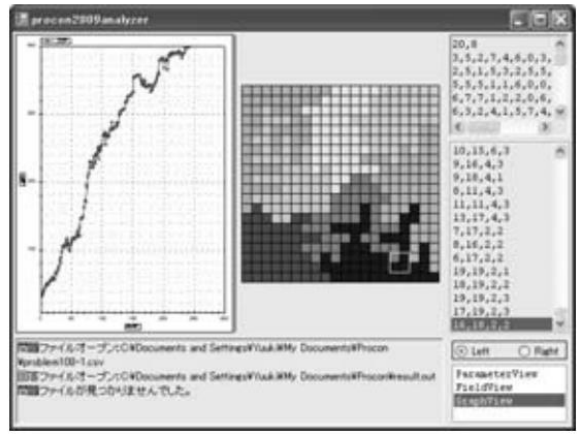 procon2009analyzer
20,8
3,5,2,7,4,6,0,3,
2,5,1,5,3,2,5,5,
5,5,5,1,1,6,0,0,
6,7,7,5,2,2,0,6,
6,3,2,4,1,5,7,4,
10,15,6,3
9,16,4,3
9,18,4,1
8,11,4,3
11,11,4,3
13,17,4,3
7,17,2,2
8,16,2,2
6,17,2,2
19,19,2,1
18,19,2,2
19,19,2,3
17,19,2,3
Left
Right
ParameterView
FieldView
GraphView
ファイルオープン:C:¥Documents and Settings¥Yuuki¥My Documents¥Procon
¥problem100-1.csv
ファイルオープン:C:¥Documents and Settings¥Yuuki¥My Documents¥Procon¥result.out
ファイルが見つかりませんでした。